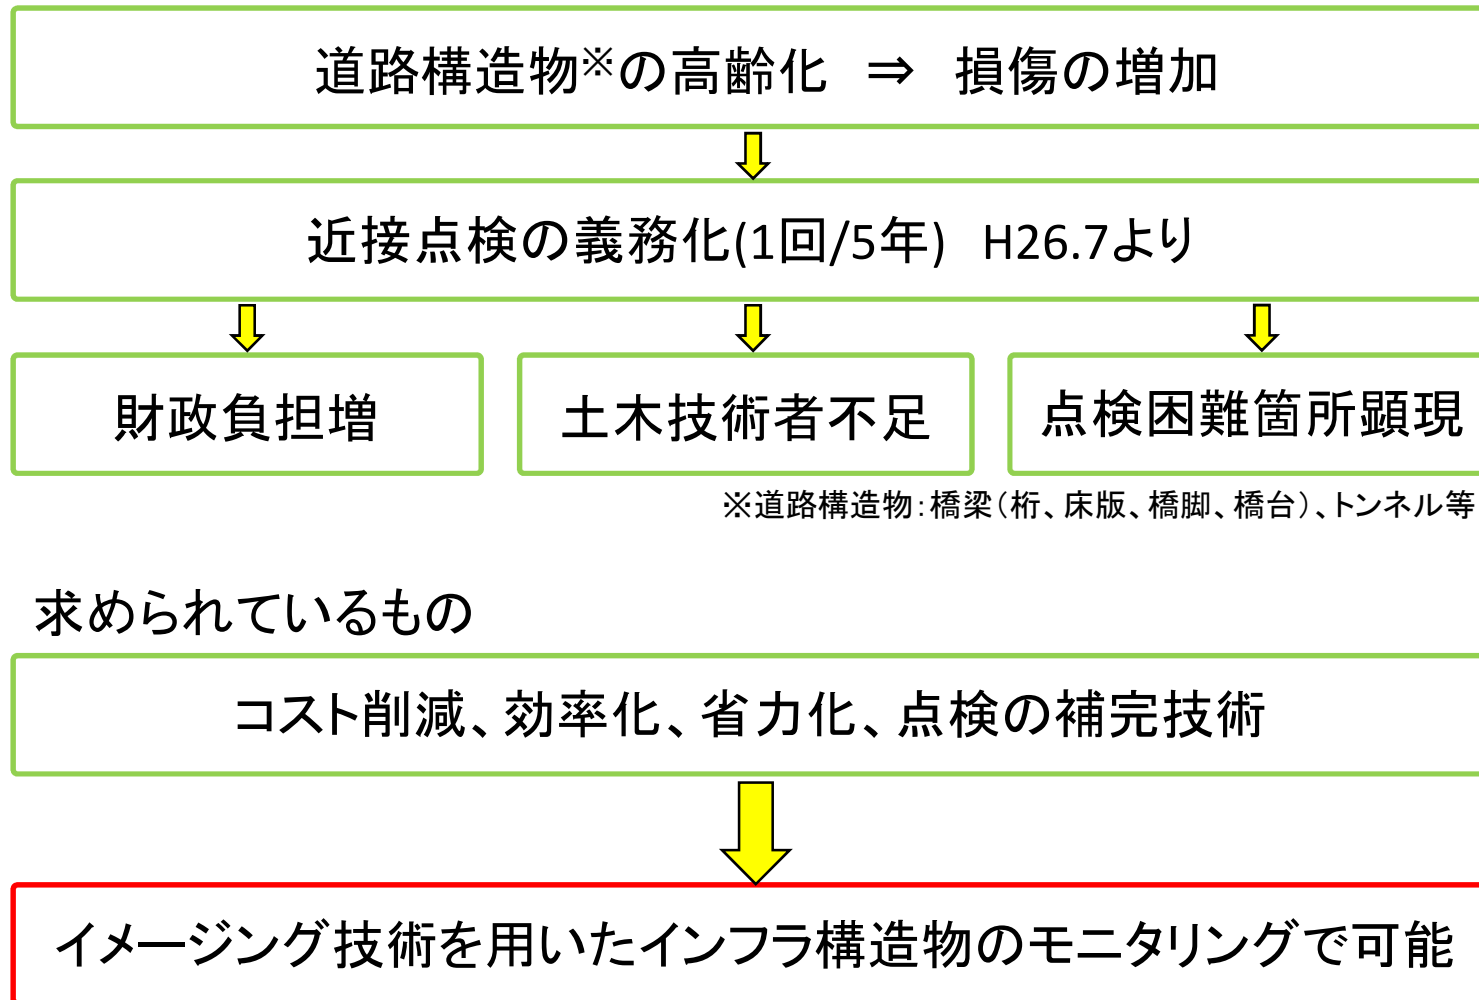 道路構造物※の高齢化 ⇒ 損傷の増加
近接点検の義務化(1回/5年) H26.7より
財政負担増
土木技術者不足
点検困難箇所顕現
※道路構造物:橋梁(桁、床版、橋脚、橋台)、トンネル等
求められているもの
コスト削減、効率化、省力化、点検の補完技術
イメージング技術を用いたインフラ構造物のモニタリングで可能